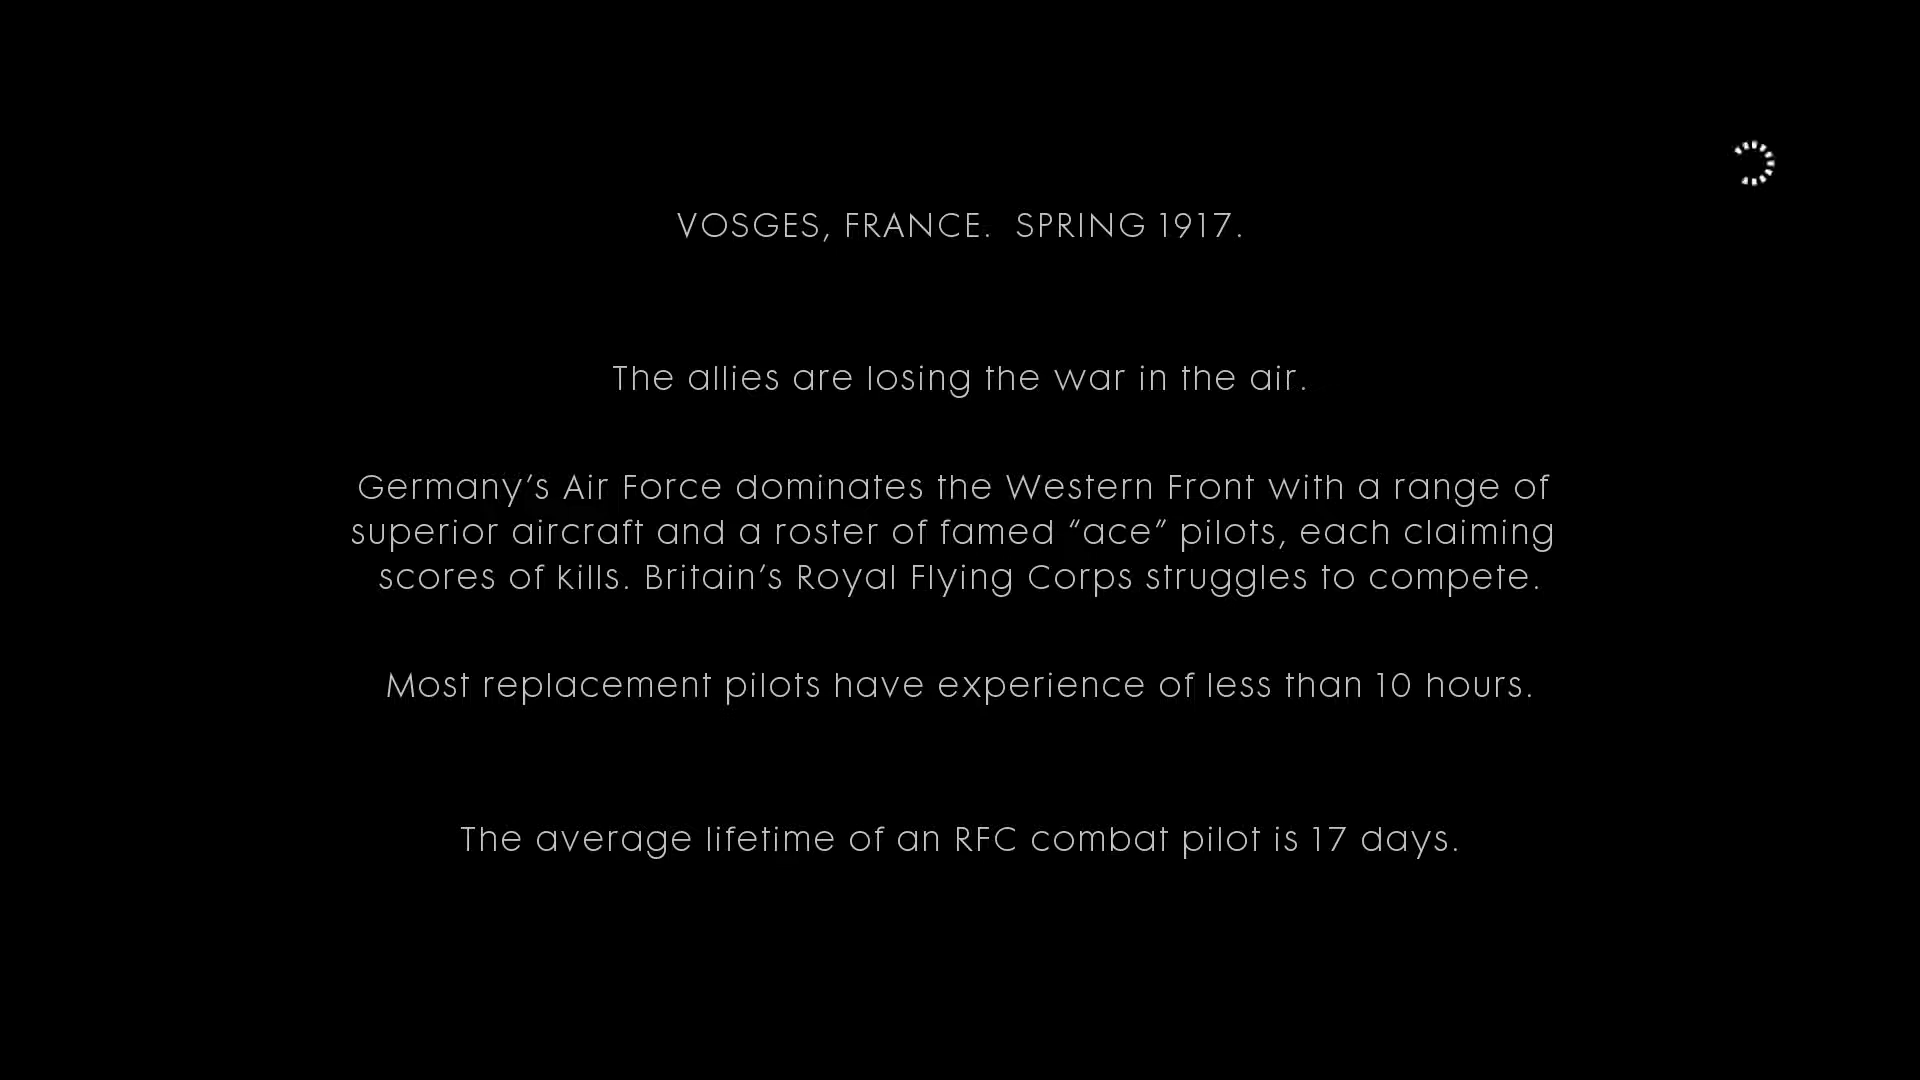 VOSGES, FRANCE.  SPRING 1917.
The allies are losing the war in the air.
Germany’s Air Force dominates the Western Front with a range of
superior aircraft and a roster of famed “ace” pilots, each claiming
scores of kills. Britain’s Royal Flying Corps struggles to compete.
Most replacement pilots have experience of less than 10 hours.
The average lifetime of an RFC combat pilot is 17 days.